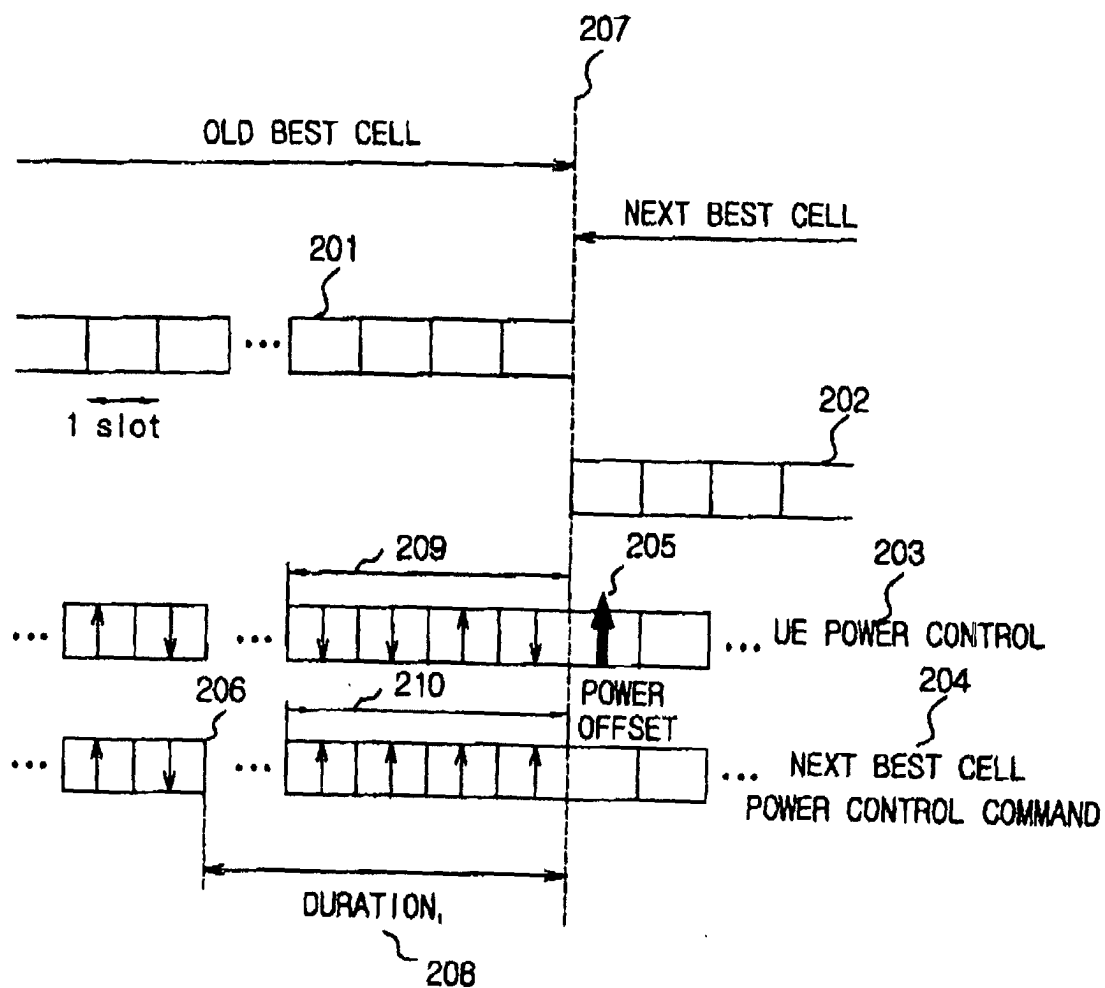 207
OLD BEST CELL
NEXT BEST CELL
201
...
1 slot
202
209
205
203
... ... ... UE POWER CONTROL
206
210
POWER
OFFSET
204
... ... ... NEXT BEST CELL
POWER CONTROL COMMAND
DURATION,
208